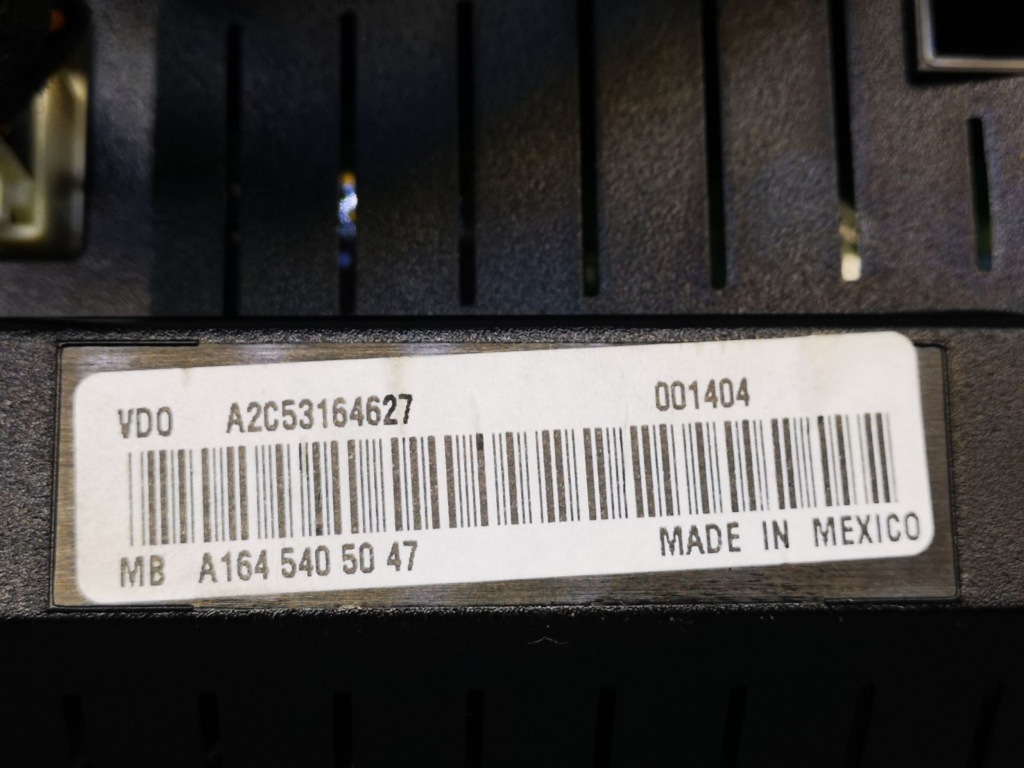 VDO A2C53164627 001404
MB A164 540 50 47 MADE IN MEXICO